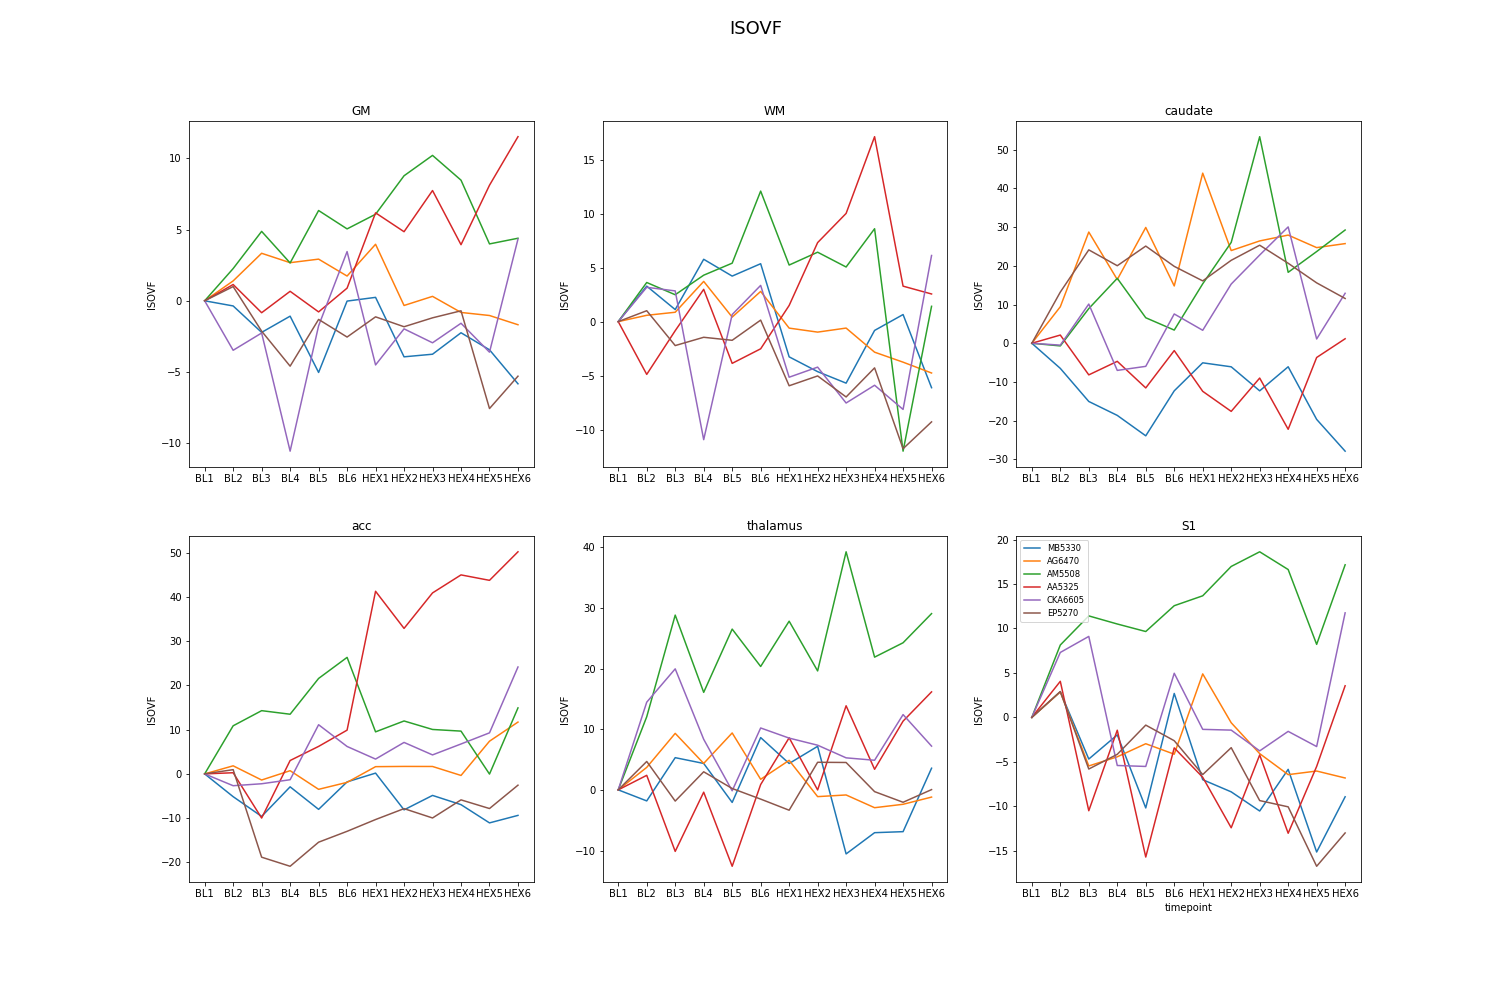 ISOVF
GM
WM
caudate
ISOVF
10
5
0
−5
−10
BL1 BL2 BL3 BL4 BL5 BL6 HEX1 HEX2 HEX3 HEX4 HEX5 HEX6
ISOVF
15
10
5
0
−5
−10
BL1 BL2 BL3 BL4 BL5 BL6 HEX1 HEX2 HEX3 HEX4 HEX5 HEX6
ISOVF
50
40
30
20
10
0
−10
−20
−30
BL1 BL2 BL3 BL4 BL5 BL6 HEX1 HEX2 HEX3 HEX4 HEX5 HEX6
acc
thalamus
S1
ISOVF
50
40
30
20
10
0
−10
−20
BL1 BL2 BL3 BL4 BL5 BL6 HEX1 HEX2 HEX3 HEX4 HEX5 HEX6
ISOVF
40
30
20
10
0
−10
BL1 BL2 BL3 BL4 BL5 BL6 HEX1 HEX2 HEX3 HEX4 HEX5 HEX6
ISOVF
20
15
10
5
0
−5
−10
−15
MB5330
AG6470
AM5508
AA5325
CKA6605
EP5270
BL1 BL2 BL3 BL4 BL5 BL6 HEX1 HEX2 HEX3 HEX4 HEX5 HEX6
timepoint